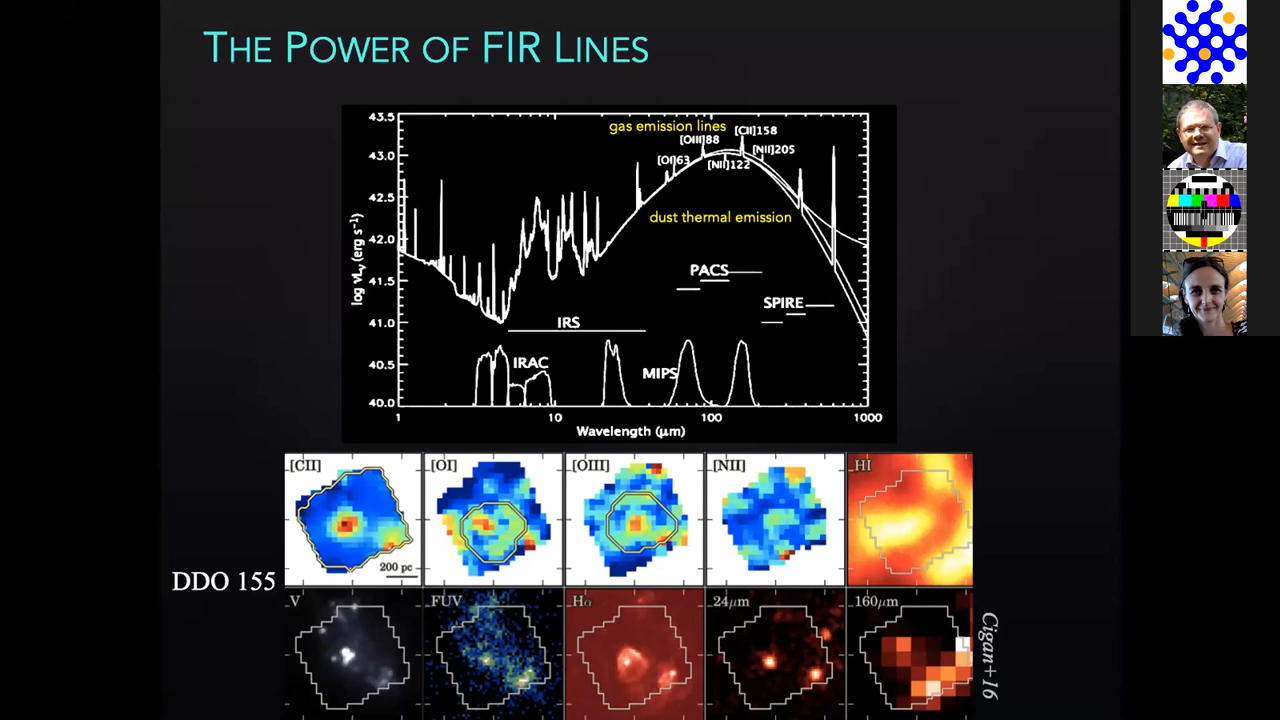 THE POWER OF FIR LINES
gas emission lines
[CII]158
[OIII]88
[NII]205
[OI]63
[NII]122
dust thermal emission
PACS
SPIRE
IRS
IRAC
MIPS
43.5
43.0
42.5
42.0
41.5
41.0
40.5
40.0
log νLν (erg s⁻¹)
1 10 100 1000
Wavelength (μm)
[CII] [OI] [OIII] [NII] HI
200 pc
DDO 155
V FUV Hα 24μm 160μm
Cigan+16